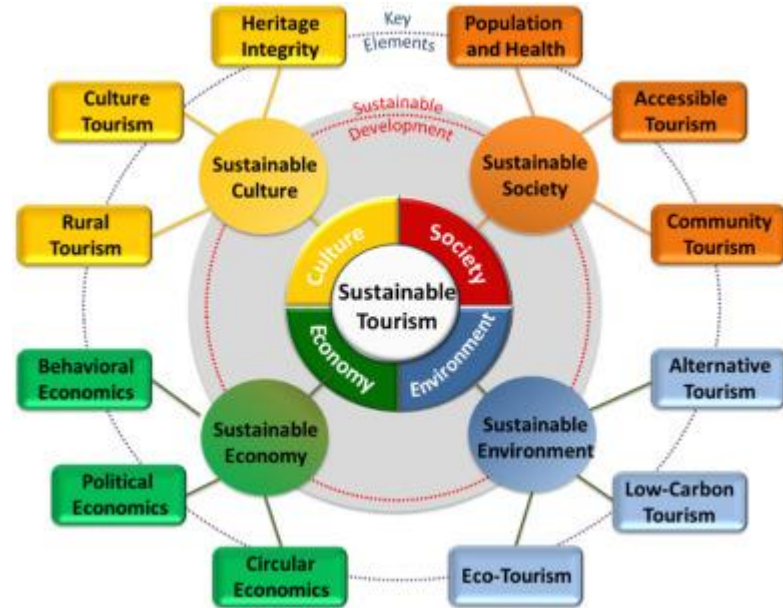 Heritage
Integrity
Key
Elements
Population
and Health
Culture
Tourism
Sustainable
Development
Accessible
Tourism
Sustainable
Culture
Sustainable
Society
Rural
Tourism
Culture
Society
Community
Tourism
Sustainable
Tourism
Economy
Environment
Behavioral
Economics
Alternative
Tourism
Sustainable
Economy
Sustainable
Environment
Political
Economics
Low-Carbon
Tourism
Circular
Economics
Eco-Tourism